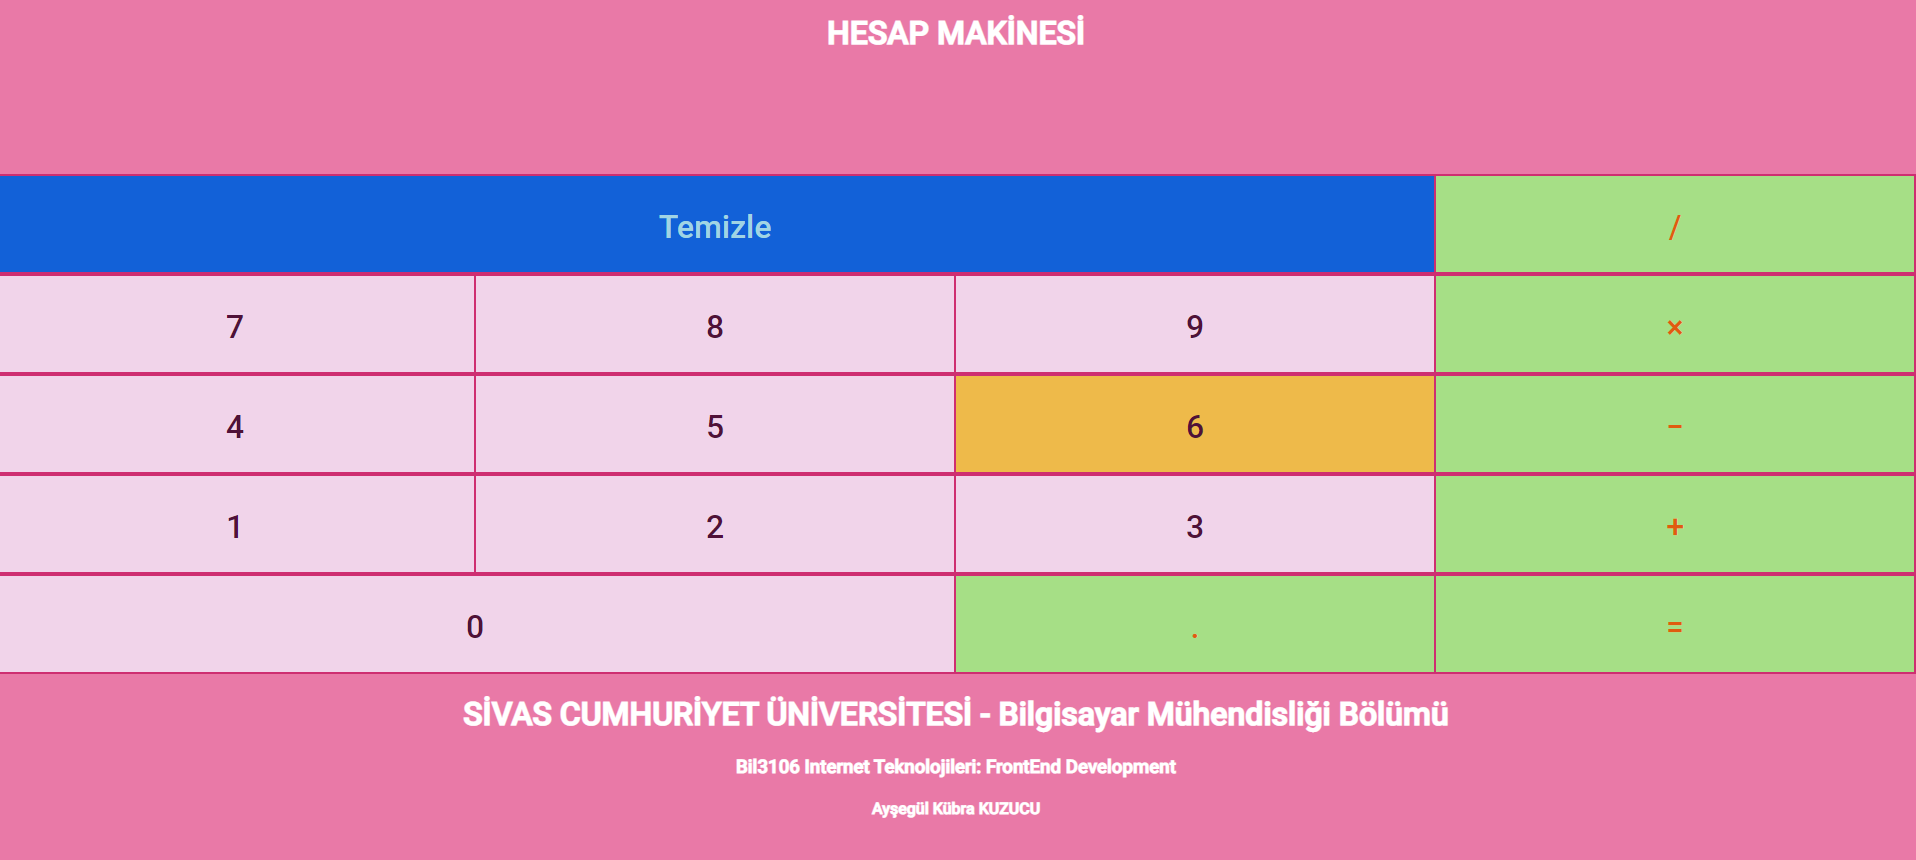 HESAP MAKİNESİ
Temizle /
7 8 9 ×
4 5 6 −
1 2 3 +
0 . =
SİVAS CUMHURİYET ÜNİVERSİTESİ - Bilgisayar Mühendisliği Bölümü
Bil3106 Internet Teknolojileri: FrontEnd Development
Ayşegül Kübra KUZUCU